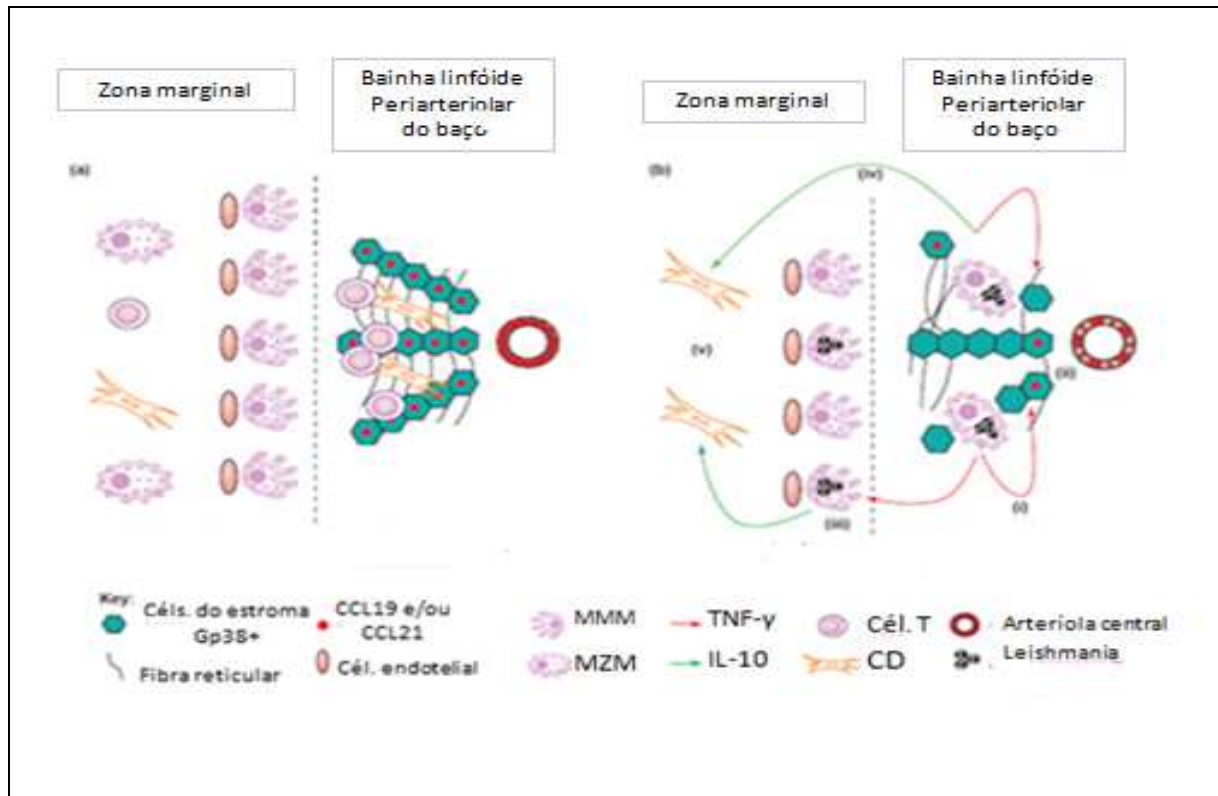 Zona marginal
Bainha linfóide
Periarteriolar
do baço
Zona marginal
Bainha linfóide
Periarteriolar
do baço
(a)
(b)
(iv)
(v)
(ii)
(iii)
(i)
Key:
Céls. do estroma
Gp38+
CCL19 e/ou
CCL21
MMM
TNF-γ
Cél. T
Arteríola central
Fibra reticular
Cél. endotelial
MZM
IL-10
CD
Leishmania